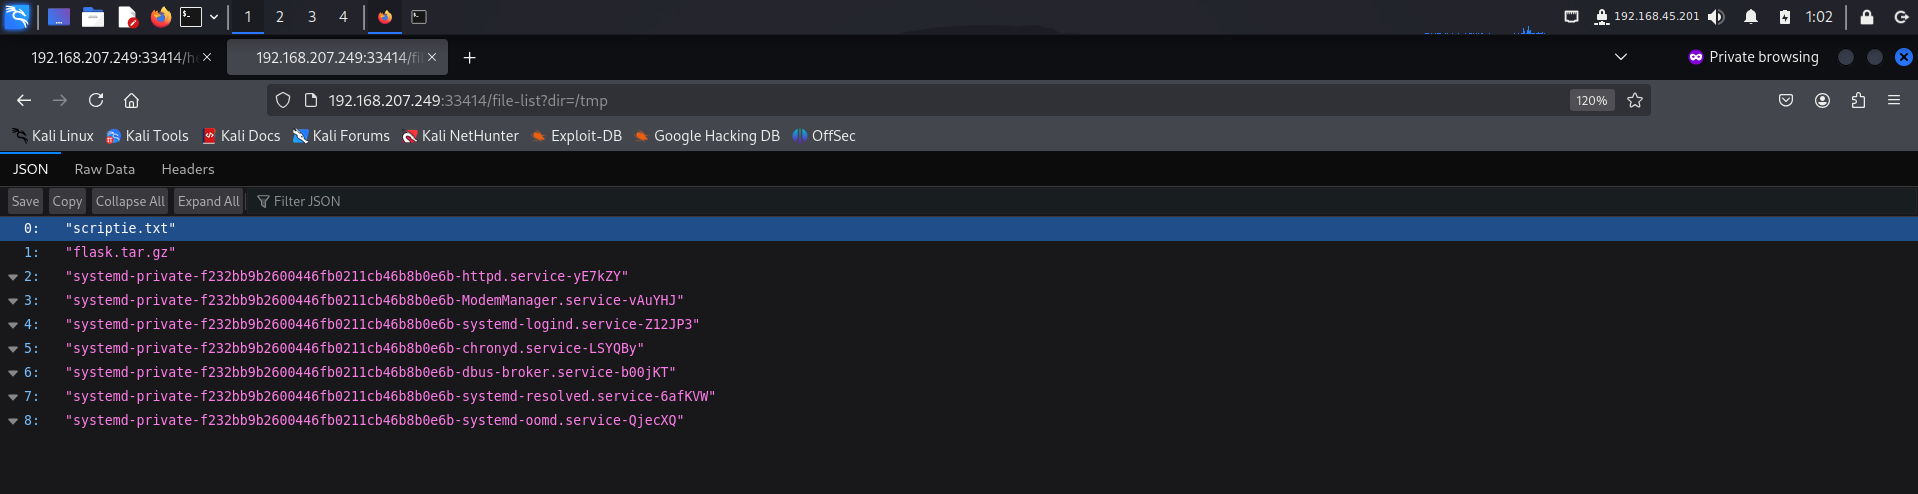 1 2 3 4 192.168.45.201 1:02
192.168.207.249:33414/he 192.168.207.249:33414/fil Private browsing
192.168.207.249:33414/file-list?dir=/tmp 120%
Kali Linux Kali Tools Kali Docs Kali Forums Kali NetHunter Exploit-DB Google Hacking DB OffSec
JSON Raw Data Headers
Save Copy Collapse All Expand All Filter JSON
0: "scriptie.txt"
1: "flask.tar.gz"
2: "systemd-private-f232bb9b2600446fb0211cb46b8b0e6b-httpd.service-yE7kZY"
3: "systemd-private-f232bb9b2600446fb0211cb46b8b0e6b-ModemManager.service-vAuYHJ"
4: "systemd-private-f232bb9b2600446fb0211cb46b8b0e6b-systemd-logind.service-Z12JP3"
5: "systemd-private-f232bb9b2600446fb0211cb46b8b0e6b-chronyd.service-LSYQBy"
6: "systemd-private-f232bb9b2600446fb0211cb46b8b0e6b-dbus-broker.service-b00jKT"
7: "systemd-private-f232bb9b2600446fb0211cb46b8b0e6b-systemd-resolved.service-6afKVW"
8: "systemd-private-f232bb9b2600446fb0211cb46b8b0e6b-systemd-oomd.service-QjecXQ"